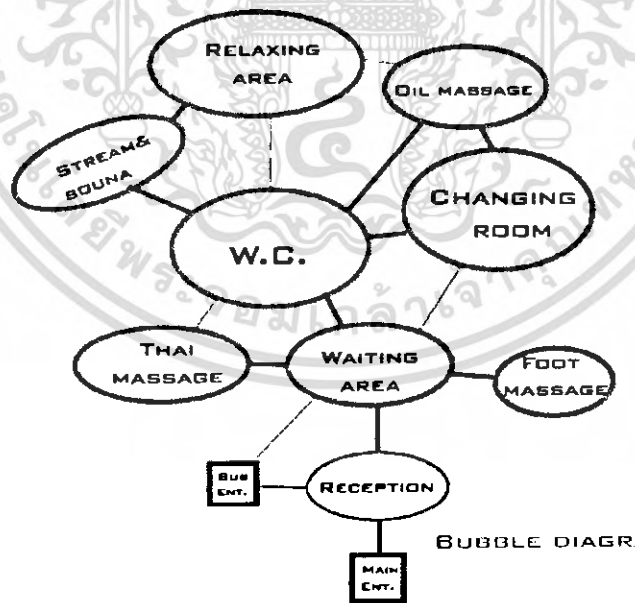 RELAXING
AREA
OIL MASSAGE
STREAM&
SOUNA
CHANGING
ROOM
W.C.
THAI
MASSAGE
WAITING
AREA
FOOT
MASSAGE
SUB
ENT.
RECEPTION
BUBBLE DIAGRA
MAIN
ENT.